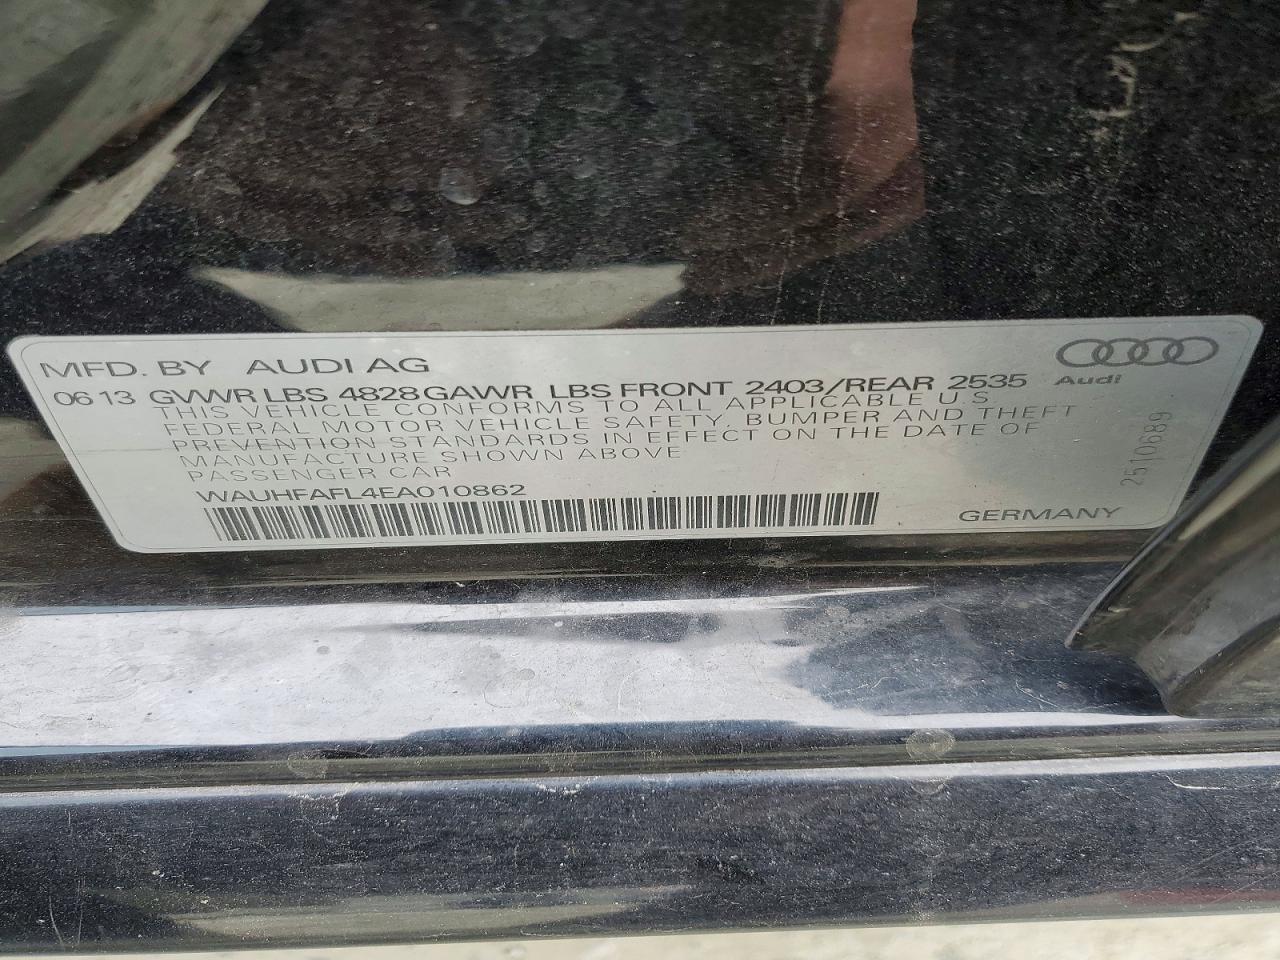 MFD. BY AUDI AG
06 13 GVWR LBS 4828 GAWR LBS FRONT 2403/REAR 2535
THIS VEHICLE CONFORMS TO ALL APPLICABLE U.S.
FEDERAL MOTOR VEHICLE SAFETY, BUMPER AND THEFT
PREVENTION STANDARDS IN EFFECT ON THE DATE OF
MANUFACTURE SHOWN ABOVE
PASSENGER CAR
WAUHFAFL4EA010862
GERMANY
Audi
2510689